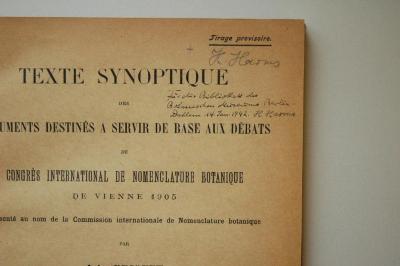 Tirage provisoire.
H. Harms
TEXTE SYNOPTIQUE
Für die Bibliothek des
DES
Botanischen Museums Berlin-
Dahlem 14 Jan. 1942. H. Harms
UMENTS DESTINÉS A SERVIR DE BASE AUX DÉBATS
DU
CONGRÈS INTERNATIONAL DE NOMENCLATURE BOTANIQUE
DE VIENNE 1905
senté au nom de la Commission internationale de Nomenclature botanique
PAR